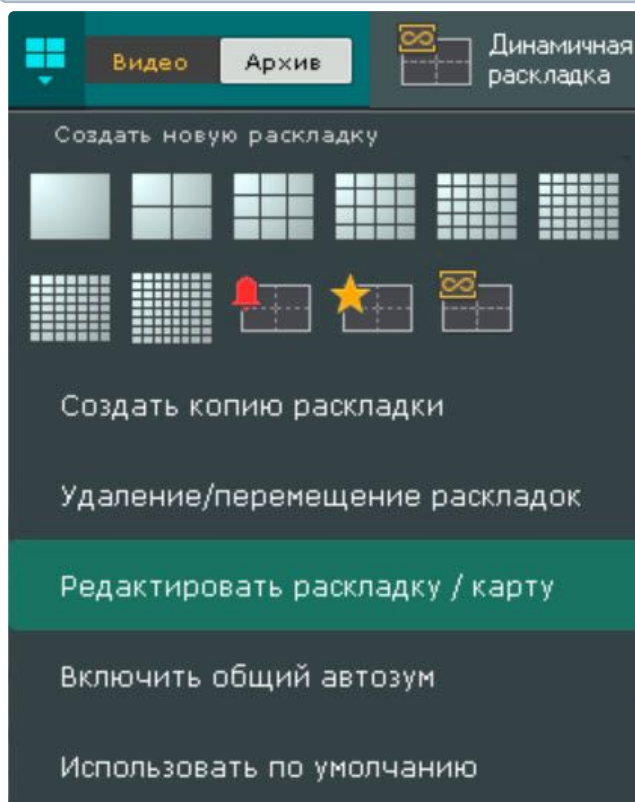 Видео
Архив
Динамичная
раскладка
Создать новую раскладку
Создать копию раскладки
Удаление/перемещение раскладок
Редактировать раскладку / карту
Включить общий автозум
Использовать по умолчанию